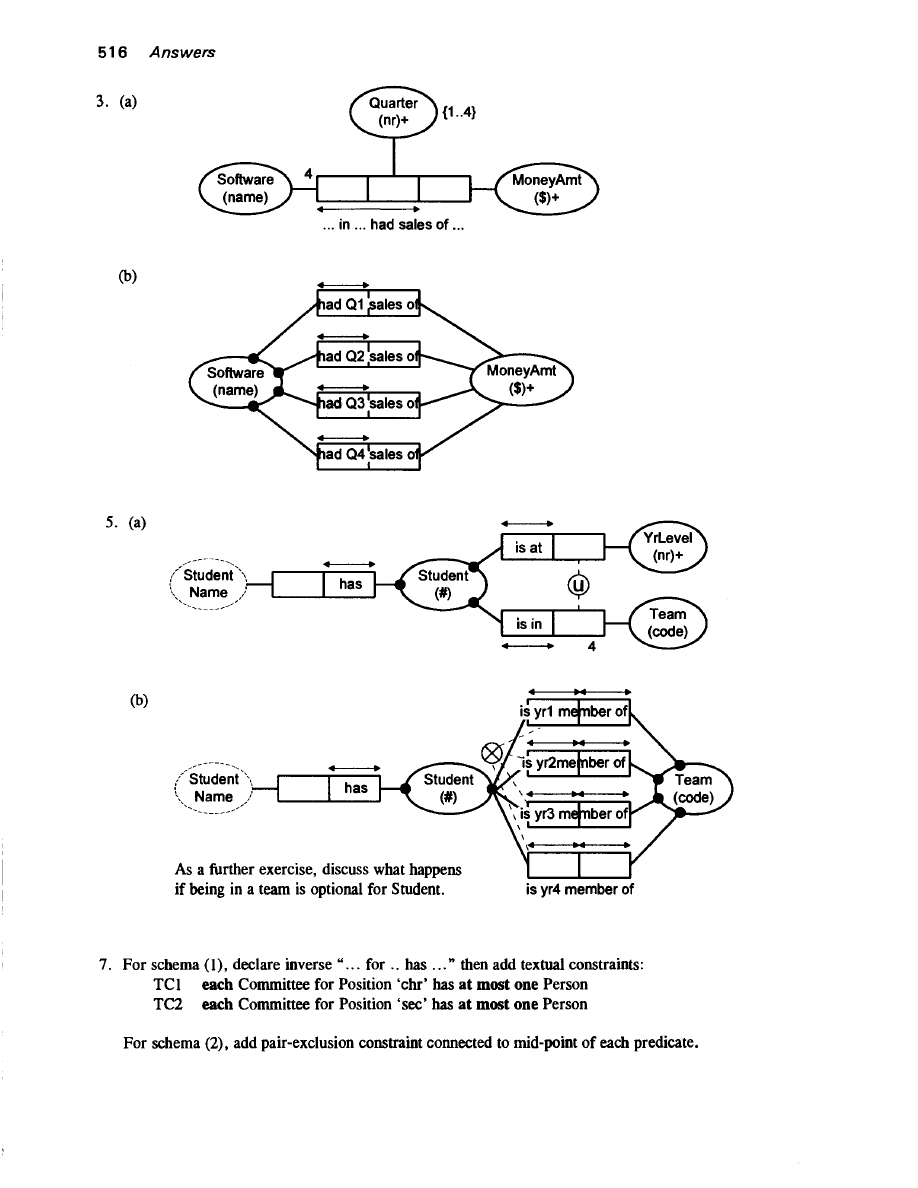 516 Answers
3. (a)
Quarter
(nr)+
{1..4}
Software
(name)
4
MoneyAmt
($)+
... in ... had sales of ...
(b)
had Q1 sales of
had Q2 sales of
Software
(name)
MoneyAmt
($)+
had Q3 sales of
had Q4 sales of
5. (a)
is at
YrLevel
(nr)+
Student
Name
has
Student
(#)
u
is in
Team
(code)
4
(b)
is yr1 member of
is yr2member of
Student
Name
has
Student
(#)
Team
(code)
is yr3 member of
As a further exercise, discuss what happens
if being in a team is optional for Student.
is yr4 member of
7. For schema (1), declare inverse “... for .. has ...” then add textual constraints:
TC1 each Committee for Position ‘chr’ has at most one Person
TC2 each Committee for Position ‘sec’ has at most one Person
For schema (2), add pair-exclusion constraint connected to mid-point of each predicate.